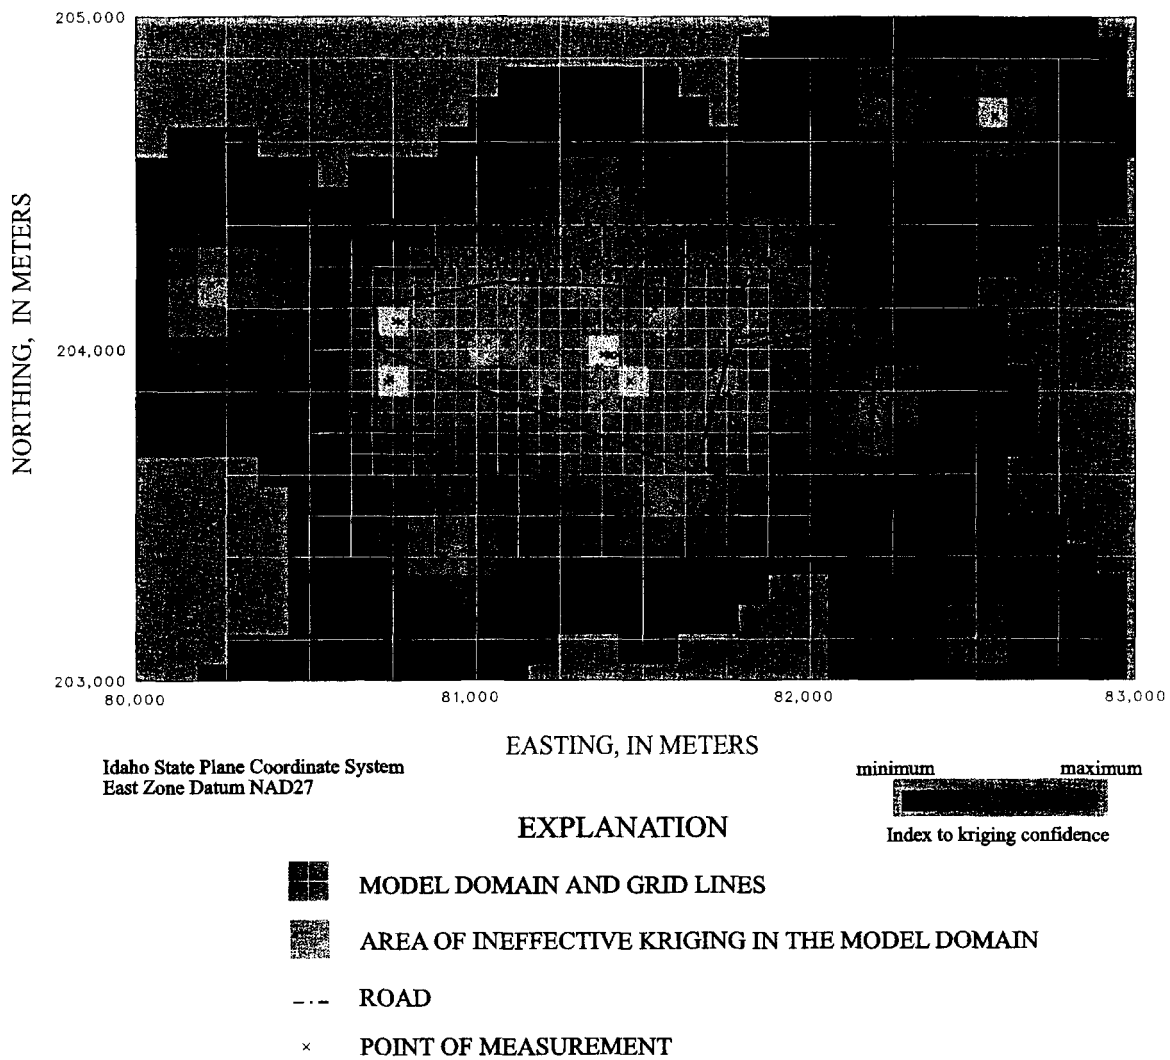 205,000
204,000
203,000
NORTHING, IN METERS
80,000
81,000
82,000
83,000
EASTING, IN METERS
Idaho State Plane Coordinate System
East Zone Datum NAD27
minimum maximum
Index to kriging confidence
EXPLANATION
MODEL DOMAIN AND GRID LINES
AREA OF INEFFECTIVE KRIGING IN THE MODEL DOMAIN
ROAD
POINT OF MEASUREMENT